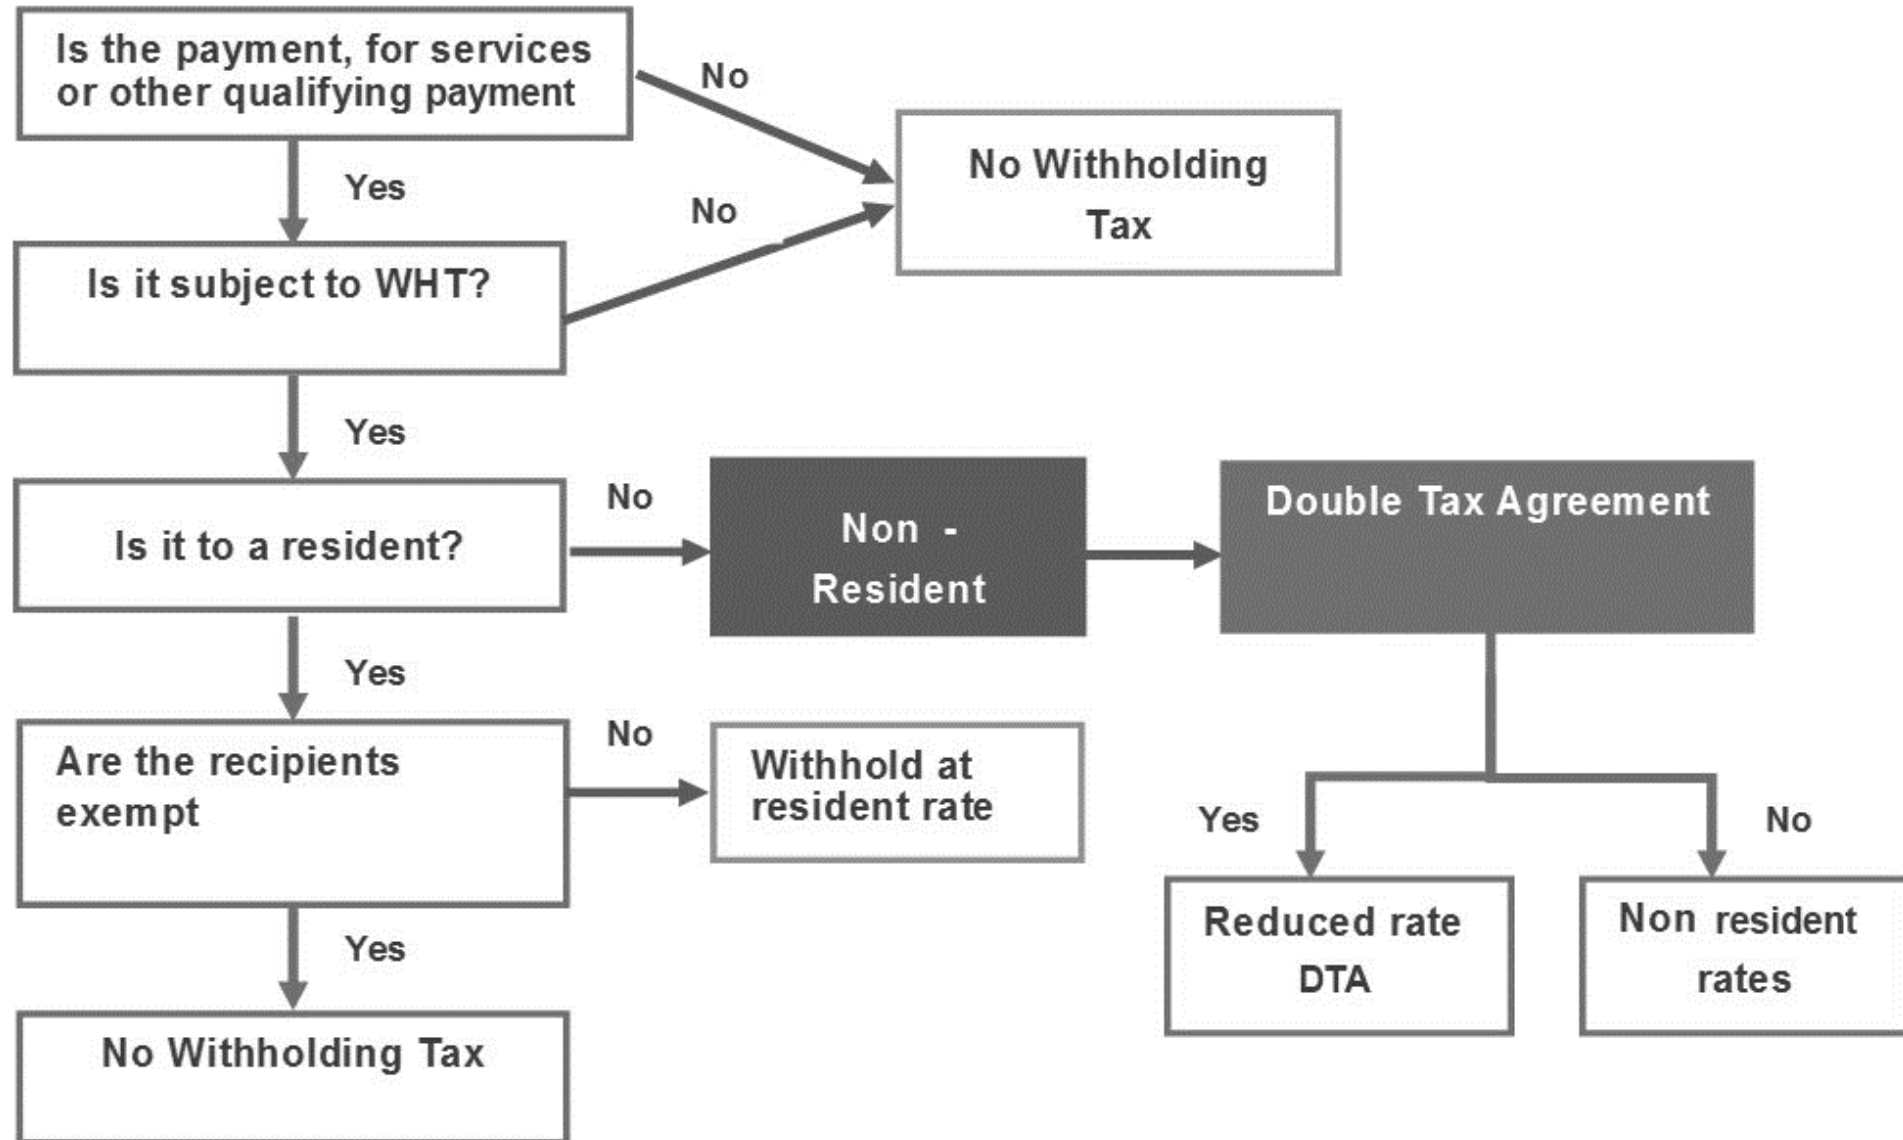 Is the payment, for services
or other qualifying payment
No
No Withholding
Tax
Yes
No
Is it subject to WHT?
Yes
Is it to a resident?
No
Non -
Resident
Double Tax Agreement
Yes
Are the recipients
exempt
No
Withhold at
resident rate
Yes
No
Reduced rate
DTA
Non resident
rates
Yes
No Withholding Tax